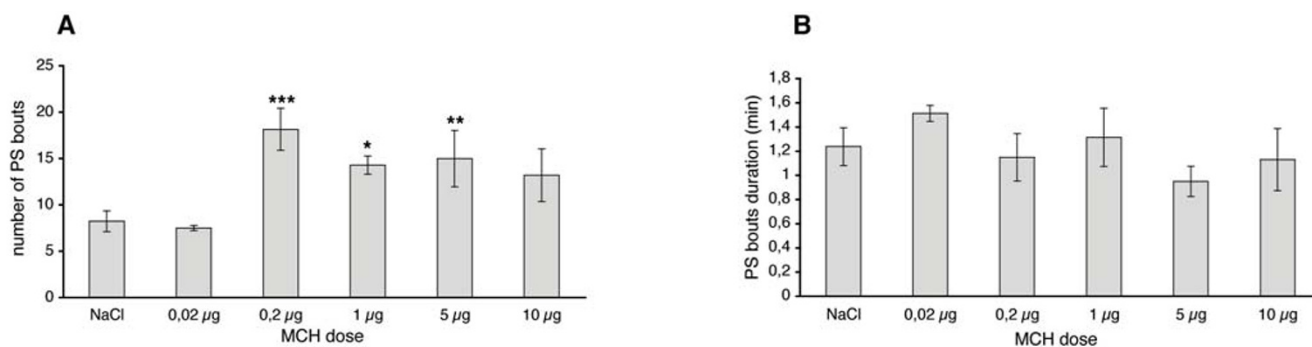 A
number of PS bouts
25
20
15
10
5
0
***
*
**
NaCl
0,02 µg
0,2 µg
1 µg
5 µg
10 µg
MCH dose
B
PS bouts duration (min)
1,8
1,6
1,4
1,2
1
0,8
0,6
0,4
0,2
0
NaCl
0,02 µg
0,2 µg
1 µg
5 µg
10 µg
MCH dose